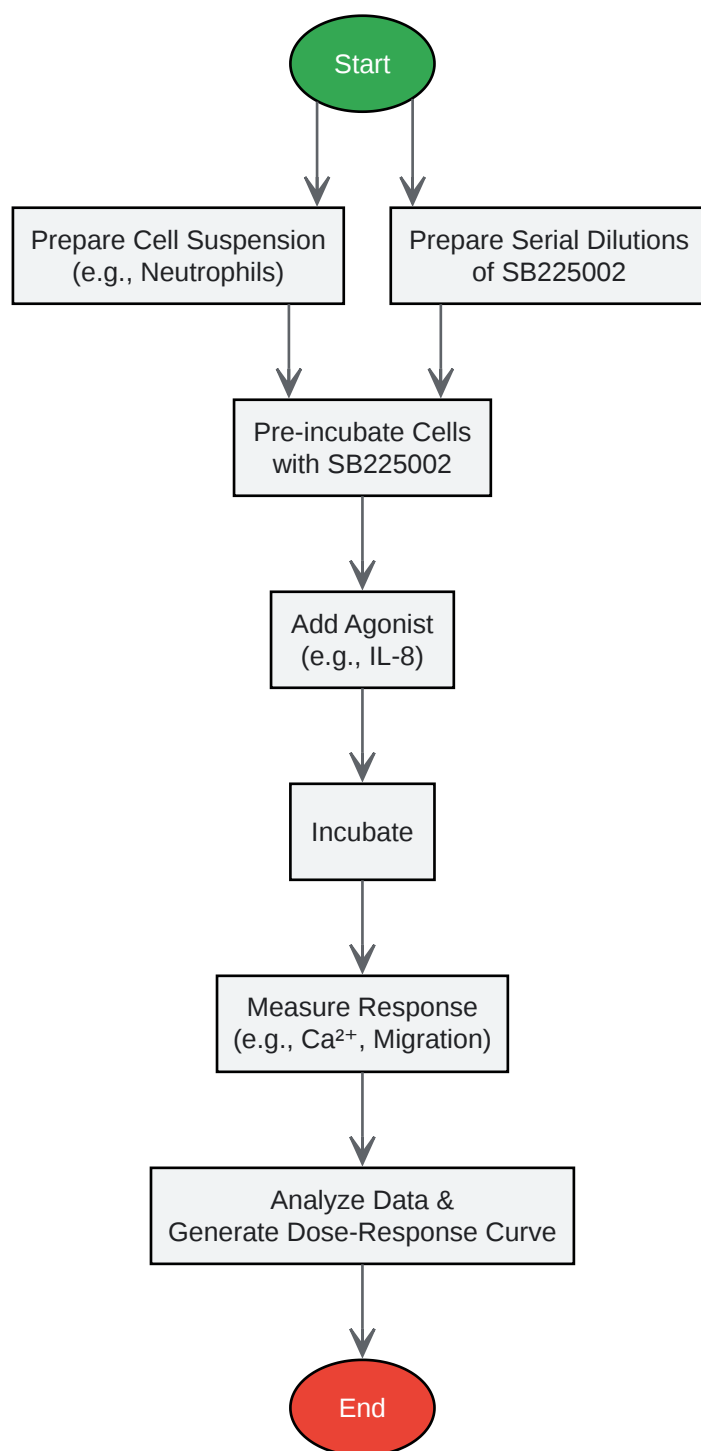 Start
Prepare Cell Suspension
(e.g., Neutrophils)
Prepare Serial Dilutions
of SB225002
Pre-incubate Cells
with SB225002
Add Agonist
(e.g., IL-8)
Incubate
Measure Response
(e.g., Ca²⁺, Migration)
Analyze Data &
Generate Dose-Response Curve
End